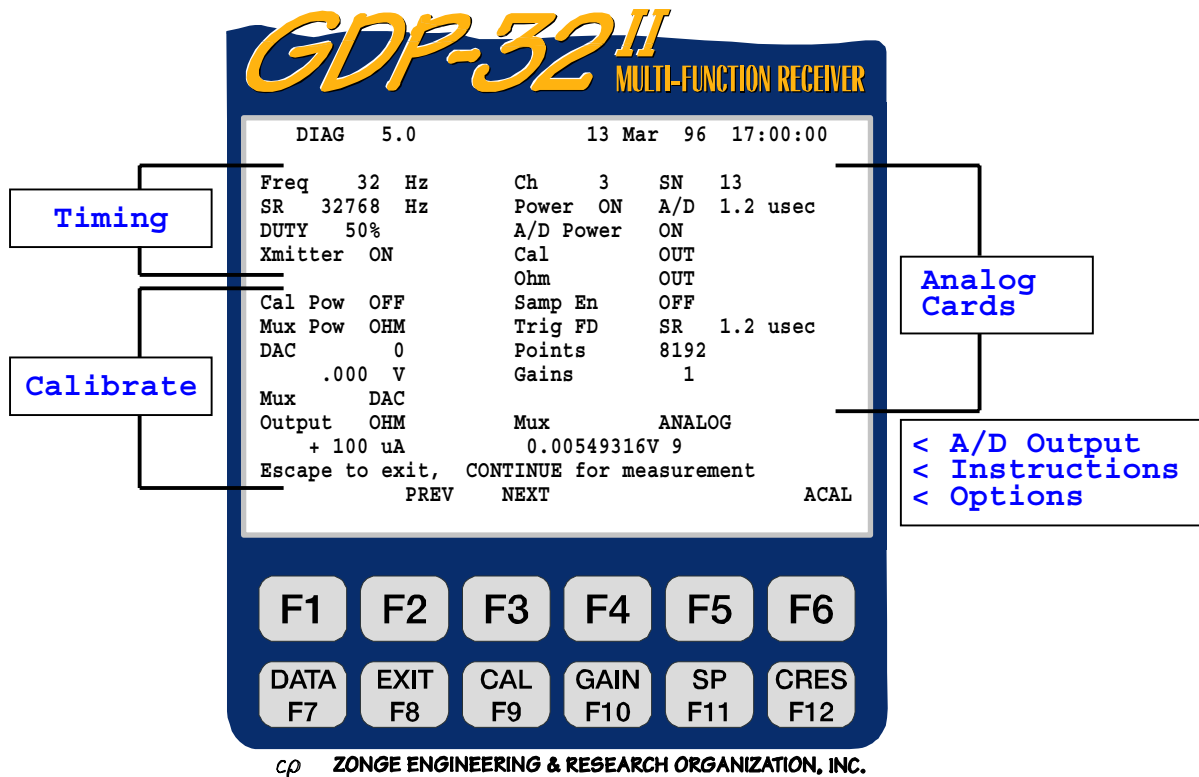 GDP-32 II
MULTI-FUNCTION RECEIVER
DIAG 5.0 13 Mar 96 17:00:00
Freq 32 Hz Ch 3 SN 13
SR 32768 Hz Power ON A/D 1.2 usec
DUTY 50% A/D Power ON
Xmitter ON Cal OUT
Ohm OUT
Cal Pow OFF Samp En OFF
Mux Pow OHM Trig FD SR 1.2 usec
DAC 0 Points 8192
.000 V Gains 1
Mux DAC
Output OHM Mux ANALOG
+ 100 uA 0.00549316V 9
Escape to exit, CONTINUE for measurement
PREV NEXT ACAL
Timing
Calibrate
Analog
Cards
< A/D Output
< Instructions
< Options
F1 F2 F3 F4 F5 F6
DATA EXIT CAL GAIN SP CRES
F7 F8 F9 F10 F11 F12
cp ZONGE ENGINEERING & RESEARCH ORGANIZATION, INC.